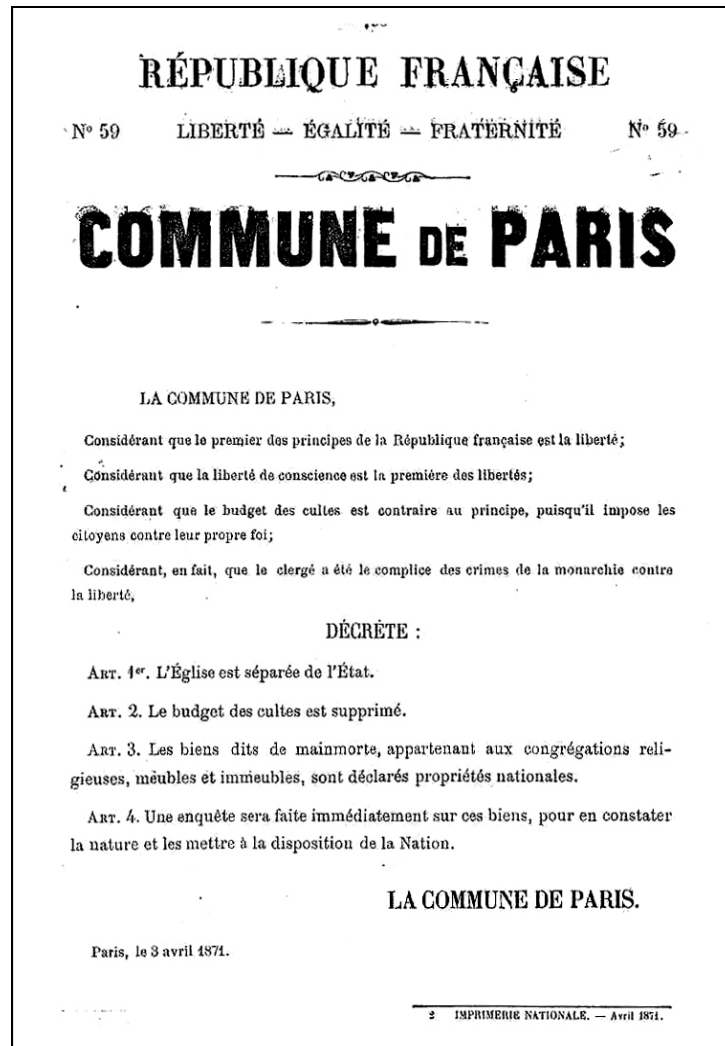 RÉPUBLIQUE FRANÇAISE
N° 59 LIBERTÉ — ÉGALITÉ — FRATERNITÉ N° 59
COMMUNE DE PARIS
LA COMMUNE DE PARIS,
Considérant que le premier des principes de la République française est la liberté;
Considérant que la liberté de conscience est la première des libertés;
Considérant que le budget des cultes est contraire au principe, puisqu'il impose les
citoyens contre leur propre foi;
Considérant, en fait, que le clergé a été le complice des crimes de la monarchie contre
la liberté,
DÉCRÈTE :
ART. 1er. L'Église est séparée de l'État.
ART. 2. Le budget des cultes est supprimé.
ART. 3. Les biens dits de mainmorte, appartenant aux congrégations reli-
gieuses, meubles et immeubles, sont déclarés propriétés nationales.
ART. 4. Une enquête sera faite immédiatement sur ces biens, pour en constater
la nature et les mettre à la disposition de la Nation.
LA COMMUNE DE PARIS.
Paris, le 3 avril 1871.
2 IMPRIMERIE NATIONALE. — Avril 1871.